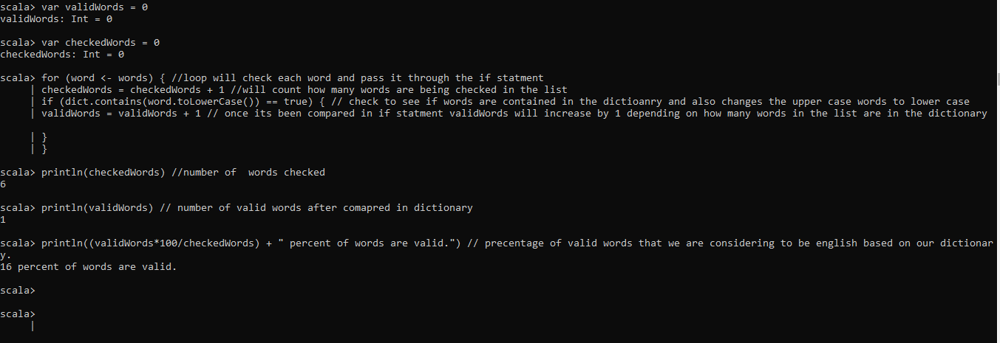 scala> var validWords = 0
validWords: Int = 0
scala> var checkedWords = 0
checkedWords: Int = 0
scala> for (word <- words) { //loop will check each word and pass it through the if statment
| checkedWords = checkedWords + 1 //will count how many words are being checked in the list
| if (dict.contains(word.toLowerCase()) == true) { // check to see if words are contained in the dictioanry and also changes the upper case words to lower case
| validWords = validWords + 1 // once its been compared in if statment validWords will increase by 1 depending on how many words in the list are in the dictionary
| }
| }
scala> println(checkedWords) //number of  words checked
6
scala> println(validWords) // number of valid words after comapred in dictionary
1
scala> println((validWords*100/checkedWords) + " percent of words are valid.") // precentage of valid words that we are considering to be english based on our dictionar
y.
16 percent of words are valid.
scala>
scala>
|